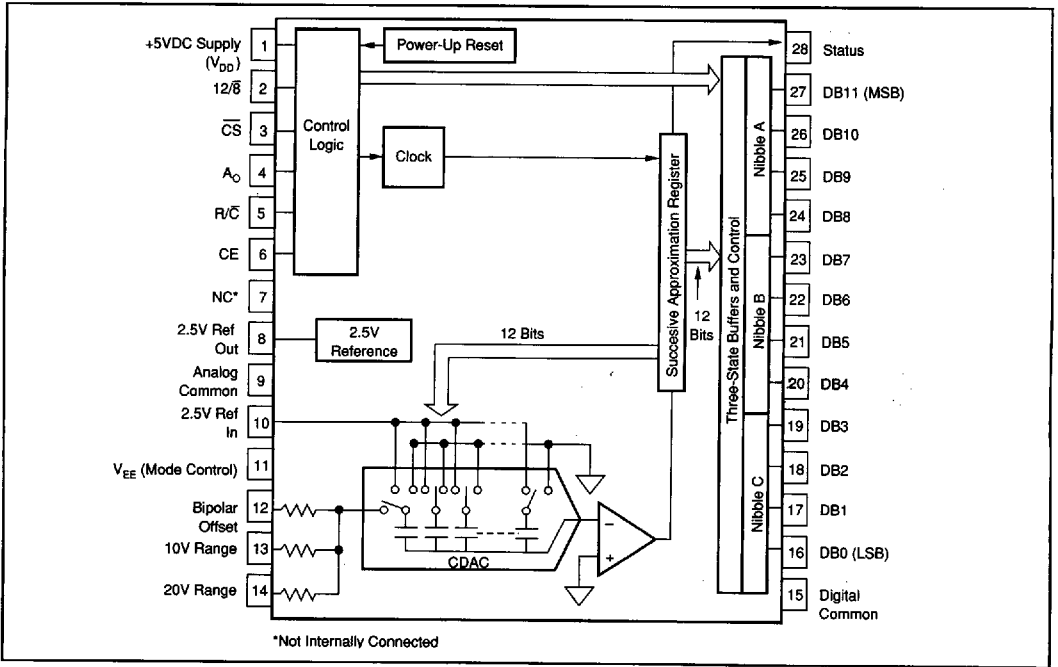 +5VDC Supply
(V_DD)
1
12/8̅
2
C̅S̅
3
A_O
4
R/C̅
5
CE
6
NC*
7
2.5V Ref
Out
8
Analog
Common
9
2.5V Ref
In
10
V_EE (Mode Control)
11
Bipolar
Offset
12
10V Range
13
20V Range
14
Control
Logic
Power-Up Reset
Clock
2.5V
Reference
12 Bits
CDAC
−
+
Succesive Approximation Register
12
Bits
Three-State Buffers and Control
Nibble A
Nibble B
Nibble C
28
Status
27
DB11 (MSB)
26
DB10
25
DB9
24
DB8
23
DB7
22
DB6
21
DB5
20
DB4
19
DB3
18
DB2
17
DB1
16
DB0 (LSB)
15
Digital
Common
*Not Internally Connected